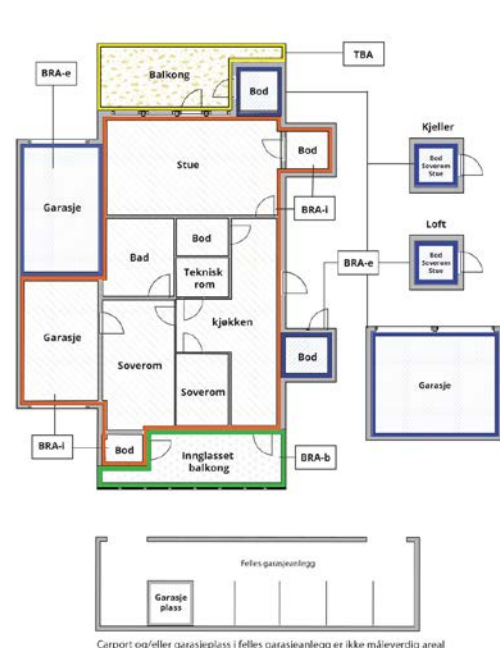 TBA
BRA-e
Balkong
Bod
Kjeller
Bod
Soverom
Stue
Stue
Bod
Garasje
BRA-i
Loft
Bod
Soverom
Stue
Bod
Bad
Teknisk
rom
BRA-e
kjøkken
Garasje
Bod
Soverom
Soverom
Garasje
BRA-i
Bod
Innglasset
balkong
BRA-b
Felles garasjeanlegg
Garasje
plass
Carport og/eller garasjeplass i felles garasjeanlegg er ikke måleverdig areal